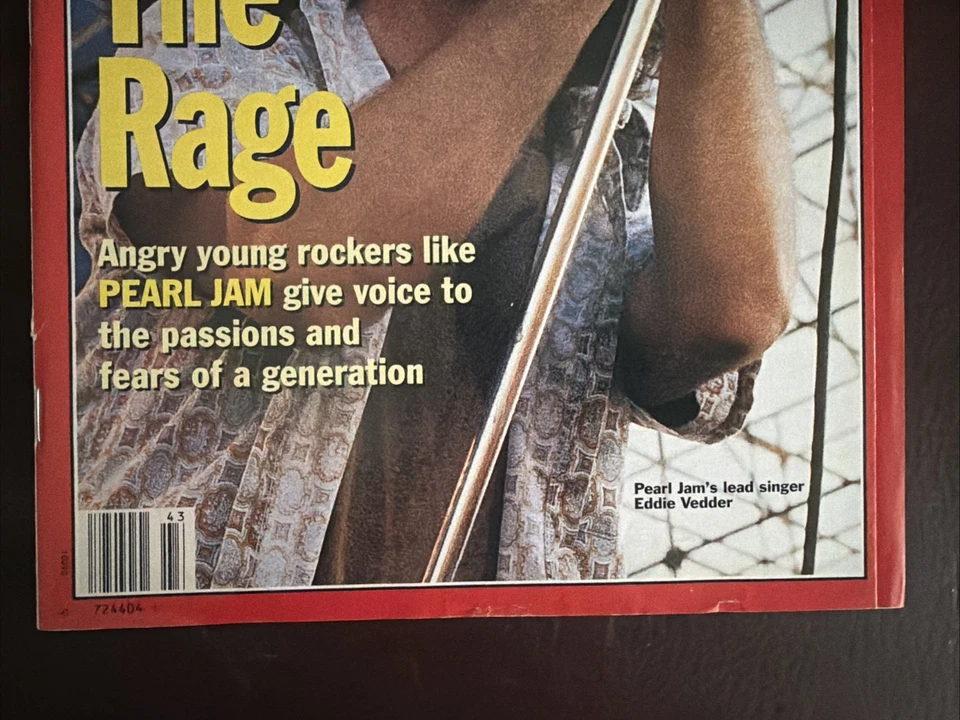 The
Rage
Angry young rockers like
PEARL JAM give voice to
the passions and
fears of a generation
Pearl Jam's lead singer
Eddie Vedder
43
724404